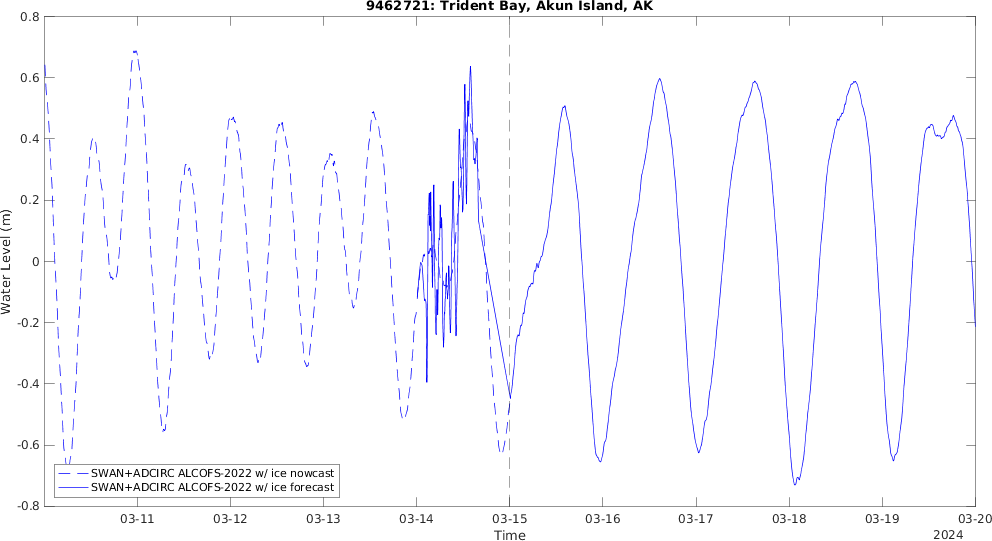 9462721: Trident Bay, Akun Island, AK
Water Level (m)
0.8
0.6
0.4
0.2
0
-0.2
-0.4
-0.6
-0.8
SWAN+ADCIRC ALCOFS-2022 w/ ice nowcast
SWAN+ADCIRC ALCOFS-2022 w/ ice forecast
03-11 03-12 03-13 03-14 03-15 03-16 03-17 03-18 03-19 03-20
Time
2024